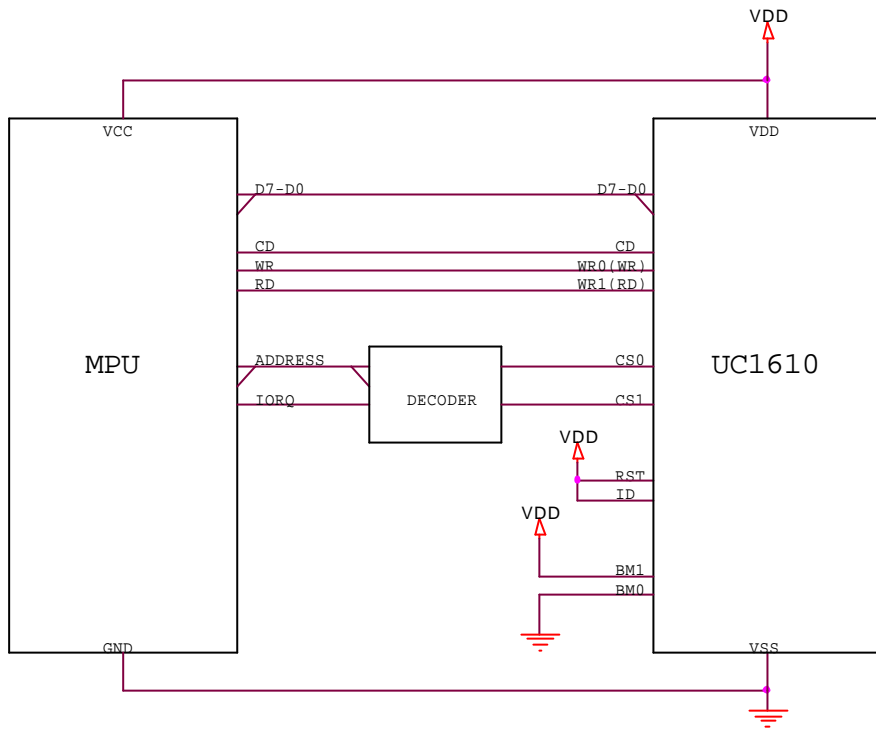 VDD
VCC
VDD
D7-D0
D7-D0
CD
CD
WR
WR0(WR)
RD
WR1(RD)
MPU
ADDRESS
CS0
UC1610
IORQ
DECODER
CS1
VDD
RST
ID
VDD
BM1
BM0
GND
VSS